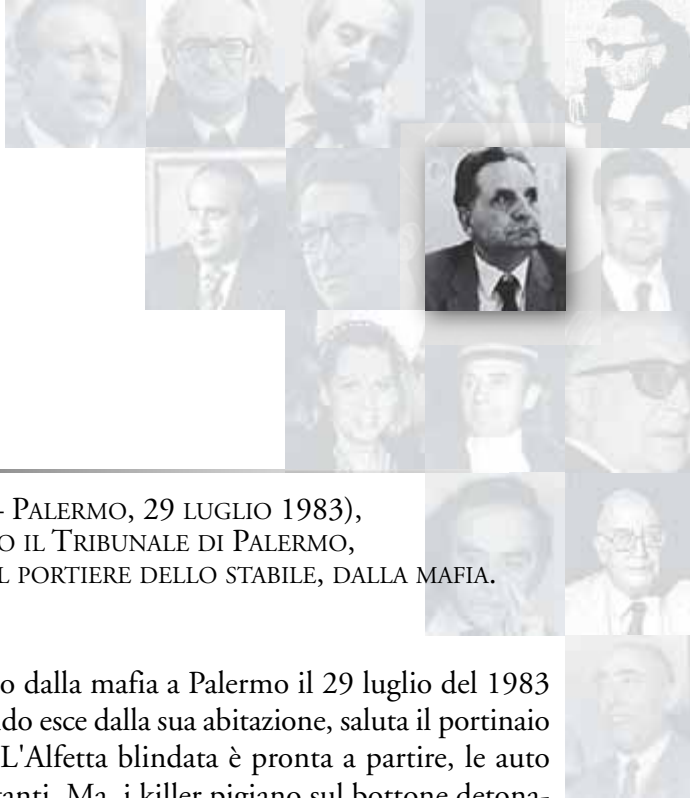 - PALERMO, 29 LUGLIO 1983),
O IL TRIBUNALE DI PALERMO,
L PORTIERE DELLO STABILE, DALLA MAFIA.
o dalla mafia a Palermo il 29 luglio del 1983
do esce dalla sua abitazione, saluta il portinaio
L'Alfetta blindata è pronta a partire, le auto
tanti. Ma, i killer pigiano sul bottone detona-